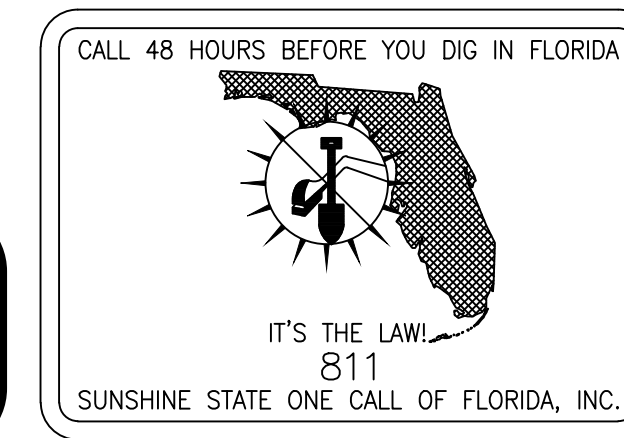 CALL 48 HOURS BEFORE YOU DIG IN FLORIDA
IT'S THE LAW!
811
SUNSHINE STATE ONE CALL OF FLORIDA, INC.